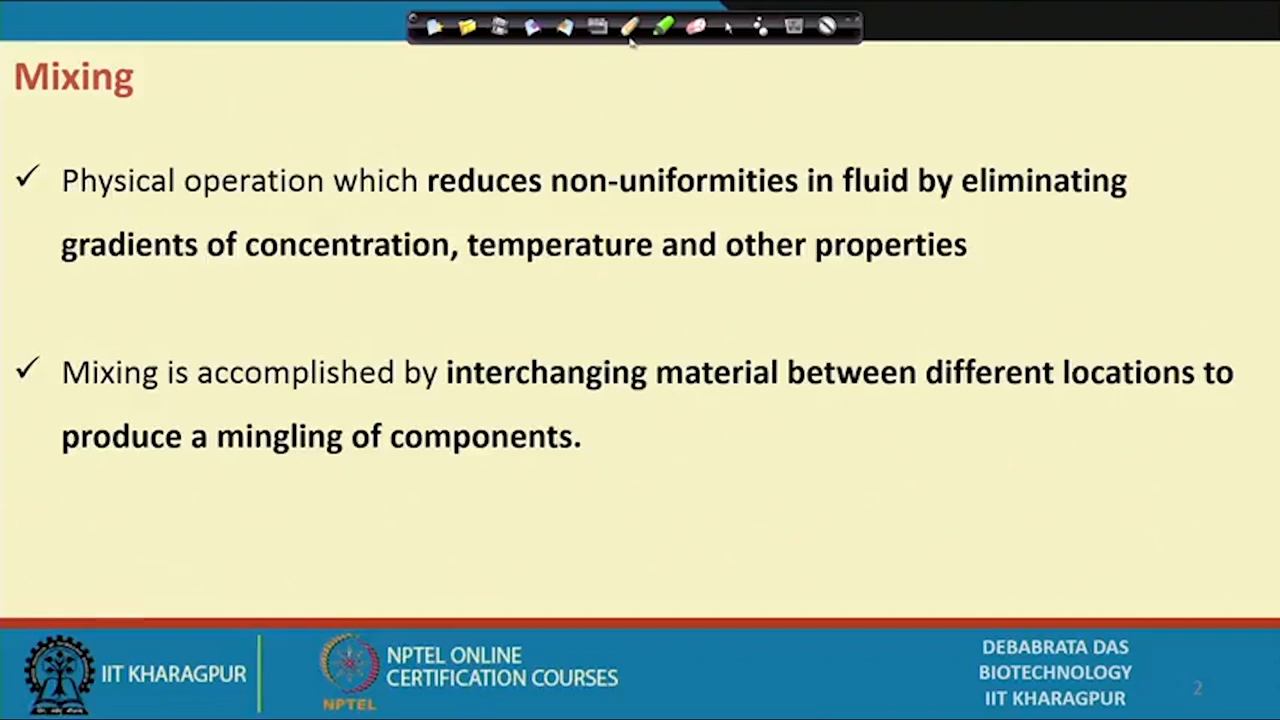 Mixing
✓ Physical operation which reduces non-uniformities in fluid by eliminating
gradients of concentration, temperature and other properties
✓ Mixing is accomplished by interchanging material between different locations to
produce a mingling of components.
IIT KHARAGPUR
NPTEL
NPTEL ONLINE
CERTIFICATION COURSES
DEBABRATA DAS
BIOTECHNOLOGY
IIT KHARAGPUR
2